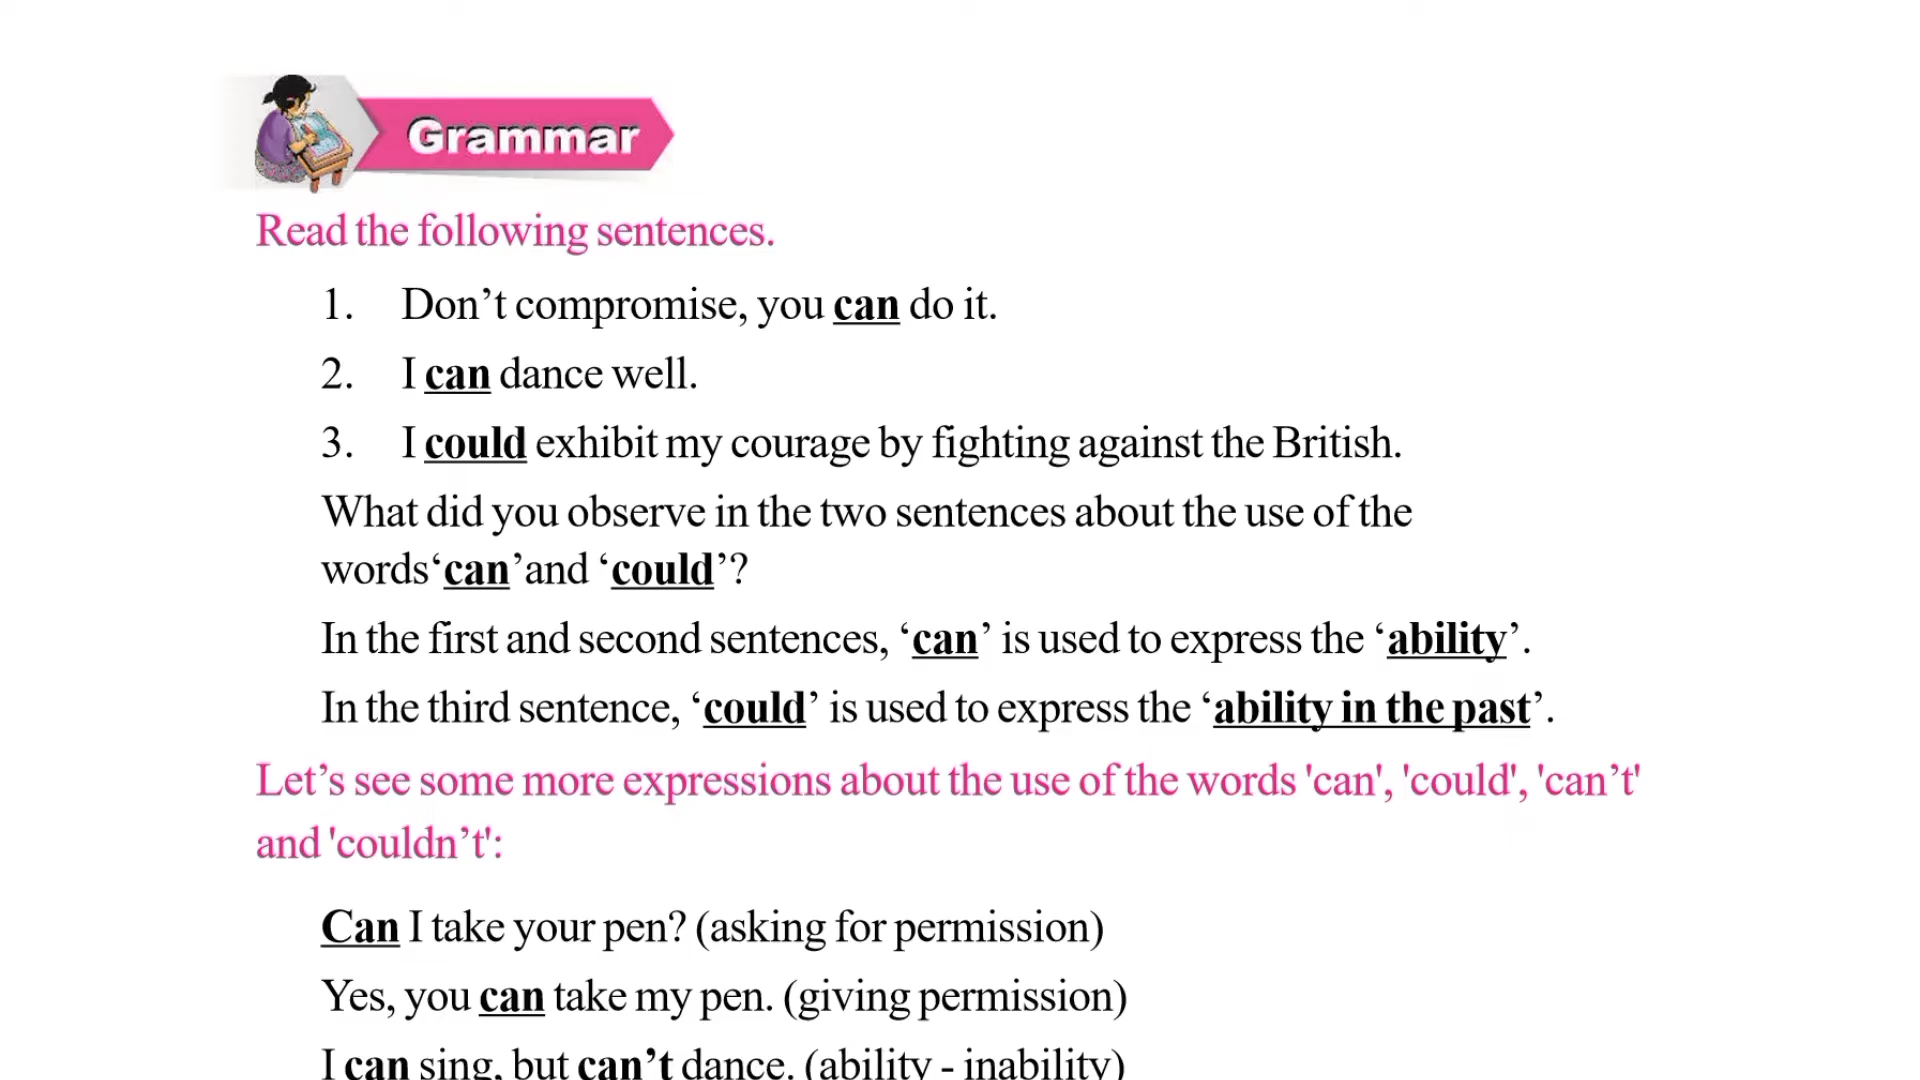 Grammar
Read the following sentences.
1. Don’t compromise, you can do it.
2. I can dance well.
3. I could exhibit my courage by fighting against the British.
What did you observe in the two sentences about the use of the
words‘can’and ‘could’?
In the first and second sentences, ‘can’ is used to express the ‘ability’.
In the third sentence, ‘could’ is used to express the ‘ability in the past’.
Let’s see some more expressions about the use of the words 'can', 'could', 'can’t'
and 'couldn’t':
Can I take your pen? (asking for permission)
Yes, you can take my pen. (giving permission)
I can sing, but can’t dance. (ability - inability)